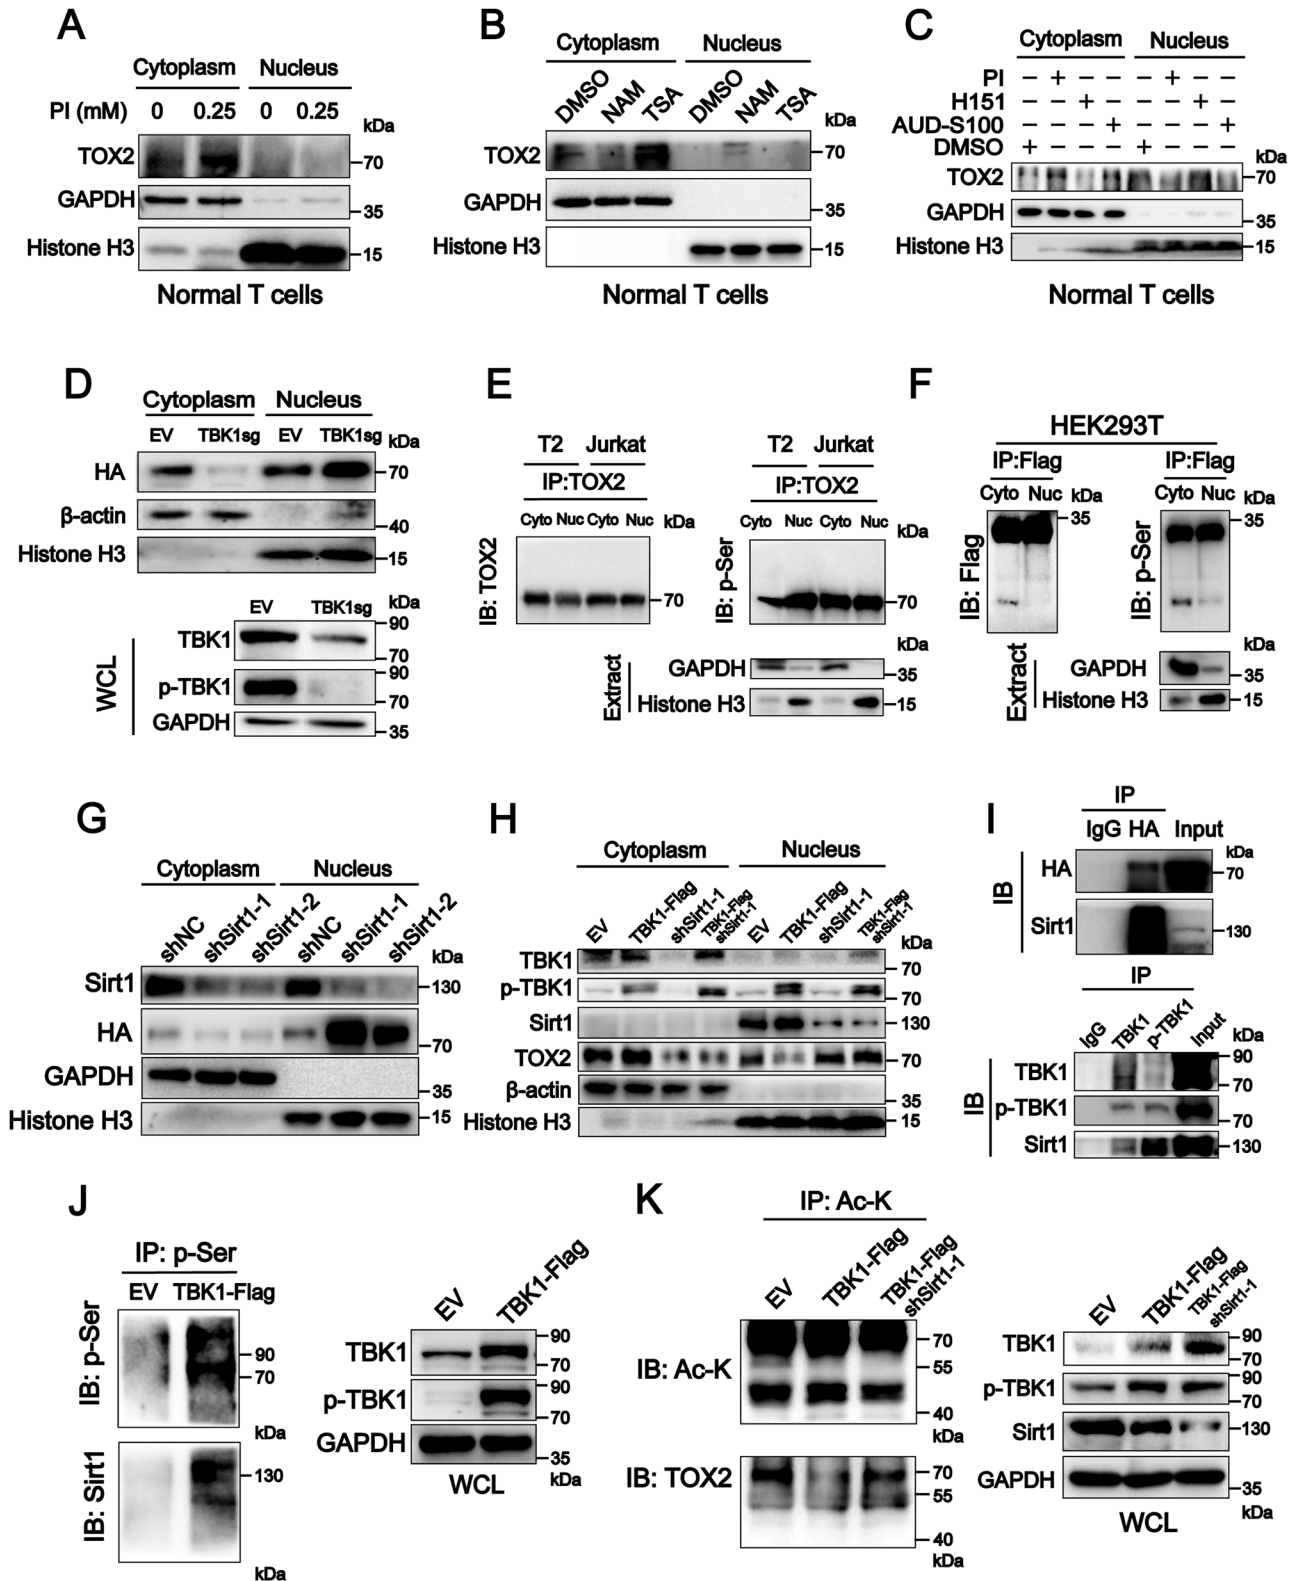 A
Cytoplasm Nucleus
PI (mM) 0 0.25 0 0.25
kDa
TOX2 70
GAPDH 35
Histone H3 15
Normal T cells
B
Cytoplasm Nucleus
DMSO NAM TSA DMSO NAM TSA
kDa
TOX2 70
GAPDH 35
Histone H3 15
Normal T cells
C
Cytoplasm Nucleus
PI − + − − − + − −
H151 − − + − − − + −
AUD-S100 − − − + − − − +
DMSO + − − − + − − −
kDa
TOX2 70
GAPDH 35
Histone H3 15
Normal T cells
D
Cytoplasm Nucleus
EV TBK1sg EV TBK1sg kDa
HA 70
β-actin 40
Histone H3 15
EV TBK1sg kDa
WCL
TBK1 90
70
p-TBK1 90
70
GAPDH 35
E
T2 Jurkat
IP:TOX2
Cyto Nuc Cyto Nuc kDa
IB: TOX2
70
T2 Jurkat
IP:TOX2
Cyto Nuc Cyto Nuc kDa
IB: p-Ser
70
kDa
Extract
GAPDH 35
Histone H3 15
F
HEK293T
IP:Flag IP:Flag
Cyto Nuc kDa Cyto Nuc kDa
IB: Flag
35
IB: p-Ser
35
kDa
Extract
GAPDH 35
Histone H3 15
G
Cytoplasm Nucleus
shNC shSirt1-1 shSirt1-2 shNC shSirt1-1 shSirt1-2
kDa
Sirt1 130
HA 70
GAPDH 35
Histone H3 15
H
Cytoplasm Nucleus
EV TBK1-Flag shSirt1-1 TBK1-Flag shSirt1-1 EV TBK1-Flag shSirt1-1 TBK1-Flag shSirt1-1
kDa
TBK1 70
p-TBK1 70
Sirt1 130
TOX2 70
β-actin 35
Histone H3 15
I
IP
IgG HA Input
kDa
IB
HA 70
Sirt1 130
IP
IgG TBK1 p-TBK1 Input
kDa
IB
TBK1 90
70
p-TBK1 70
Sirt1 130
J
IP: p-Ser
EV TBK1-Flag
IB: p-Ser
90
70
kDa
IB: Sirt1
130
kDa
EV TBK1-Flag
TBK1 90
70
p-TBK1 90
70
GAPDH 35
WCL kDa
K
IP: Ac-K
EV TBK1-Flag TBK1-Flag shSirt1-1
IB: Ac-K
70
55
40
kDa
IB: TOX2
70
55
40
kDa
EV TBK1-Flag TBK1-Flag shSirt1-1
TBK1 90
70
p-TBK1 90
70
Sirt1 130
GAPDH 35
WCL kDa